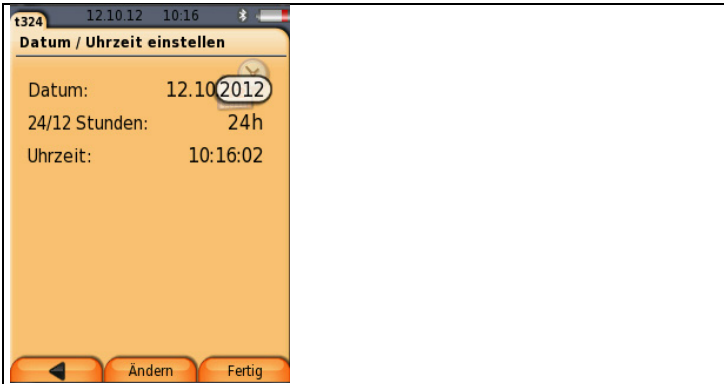 12.10.12 10:16
t324
Datum / Uhrzeit einstellen
Datum: 12.10.2012
24/12 Stunden: 24h
Uhrzeit: 10:16:02
Ändern Fertig